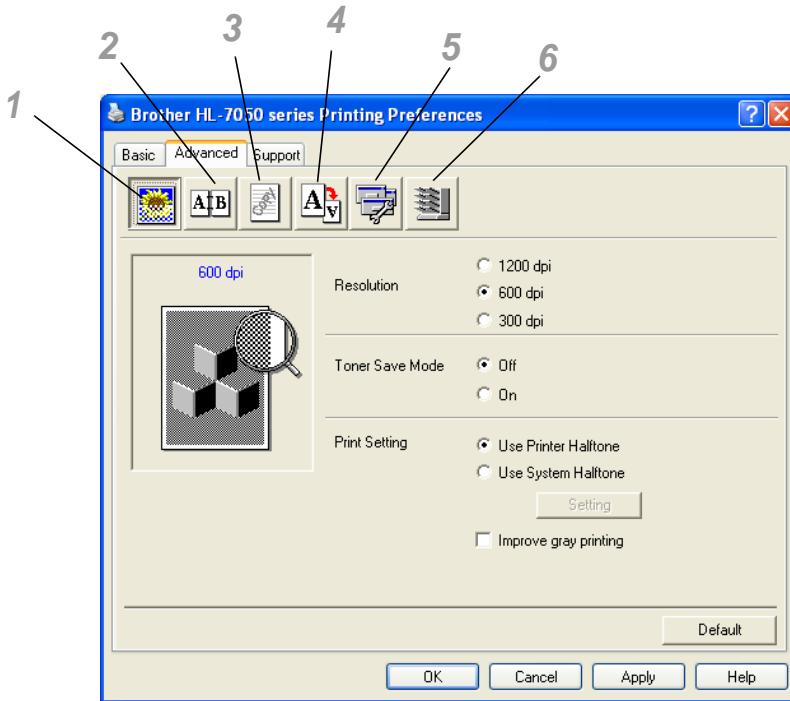 1 2 3 4 5 6
Brother HL-7050 series Printing Preferences
Basic Advanced Support
A B
Copy
A A
600 dpi
Resolution
1200 dpi
600 dpi
300 dpi
Toner Save Mode
Off
On
Print Setting
Use Printer Halftone
Use System Halftone
Setting
Improve gray printing
Default
OK Cancel Apply Help